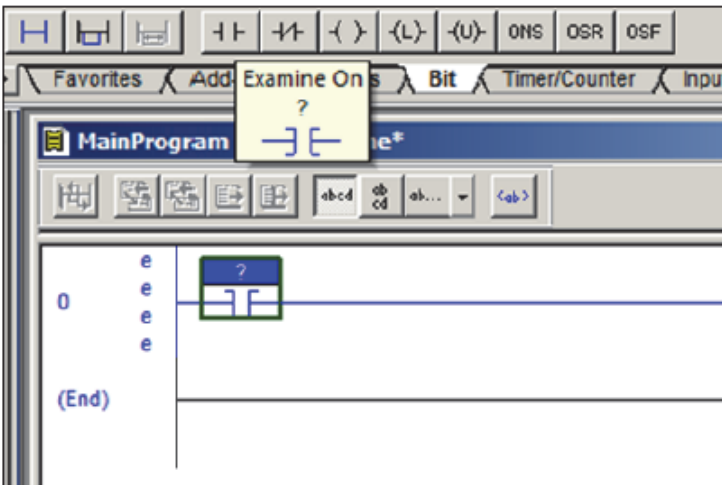 (L) (U) ONS OSR OSF
Favorites Add- s Bit Timer/Counter Inpu
Examine On
?
MainProgram ne*
abcd ab cd ab... <ab>
e
?
0 e
e
e
(End)